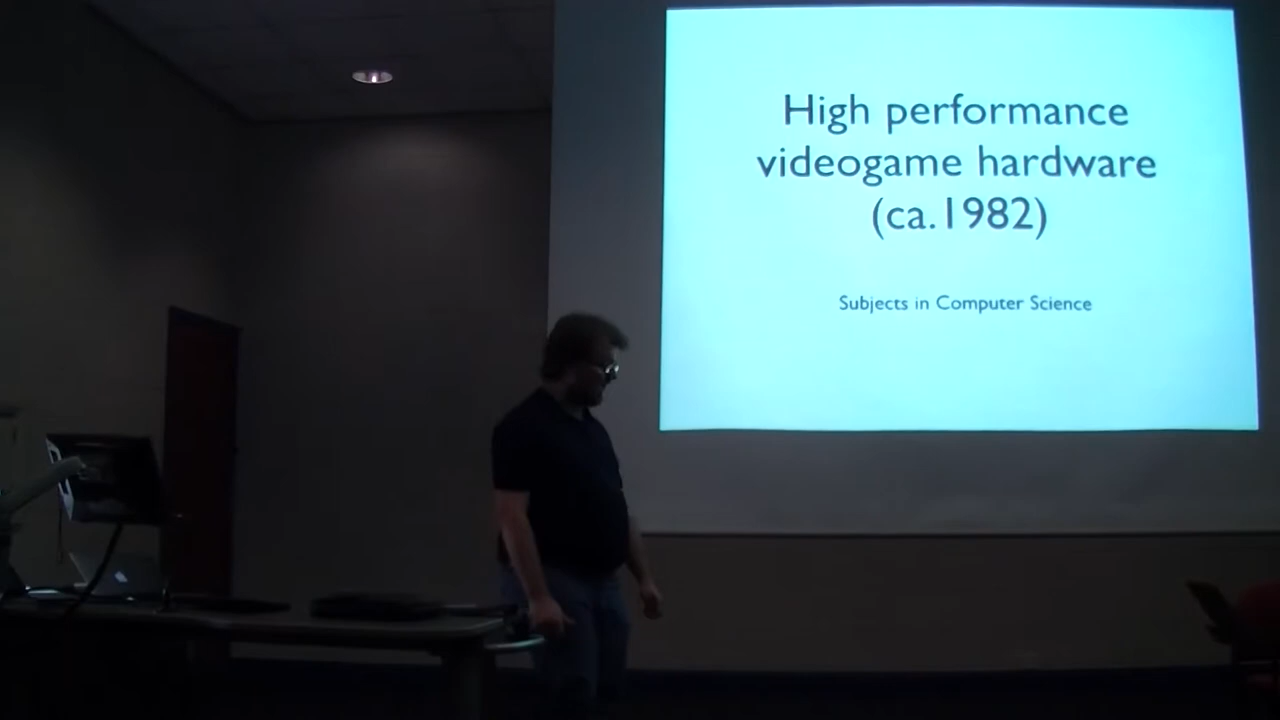 High performance
videogame hardware
(ca.1982)
Subjects in Computer Science